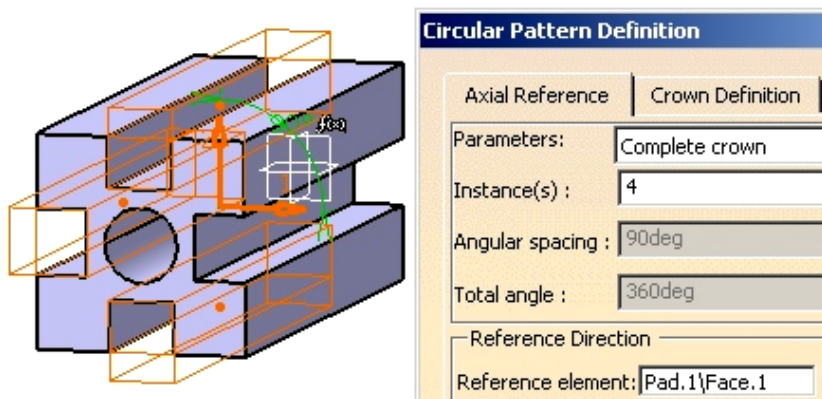 Circular Pattern Definition
Axial Reference
Crown Definition
Parameters:
Complete crown
Instance(s) :
4
Angular spacing :
90deg
Total angle :
360deg
Reference Direction
Reference element:
Pad.1\Face.1
f(x)